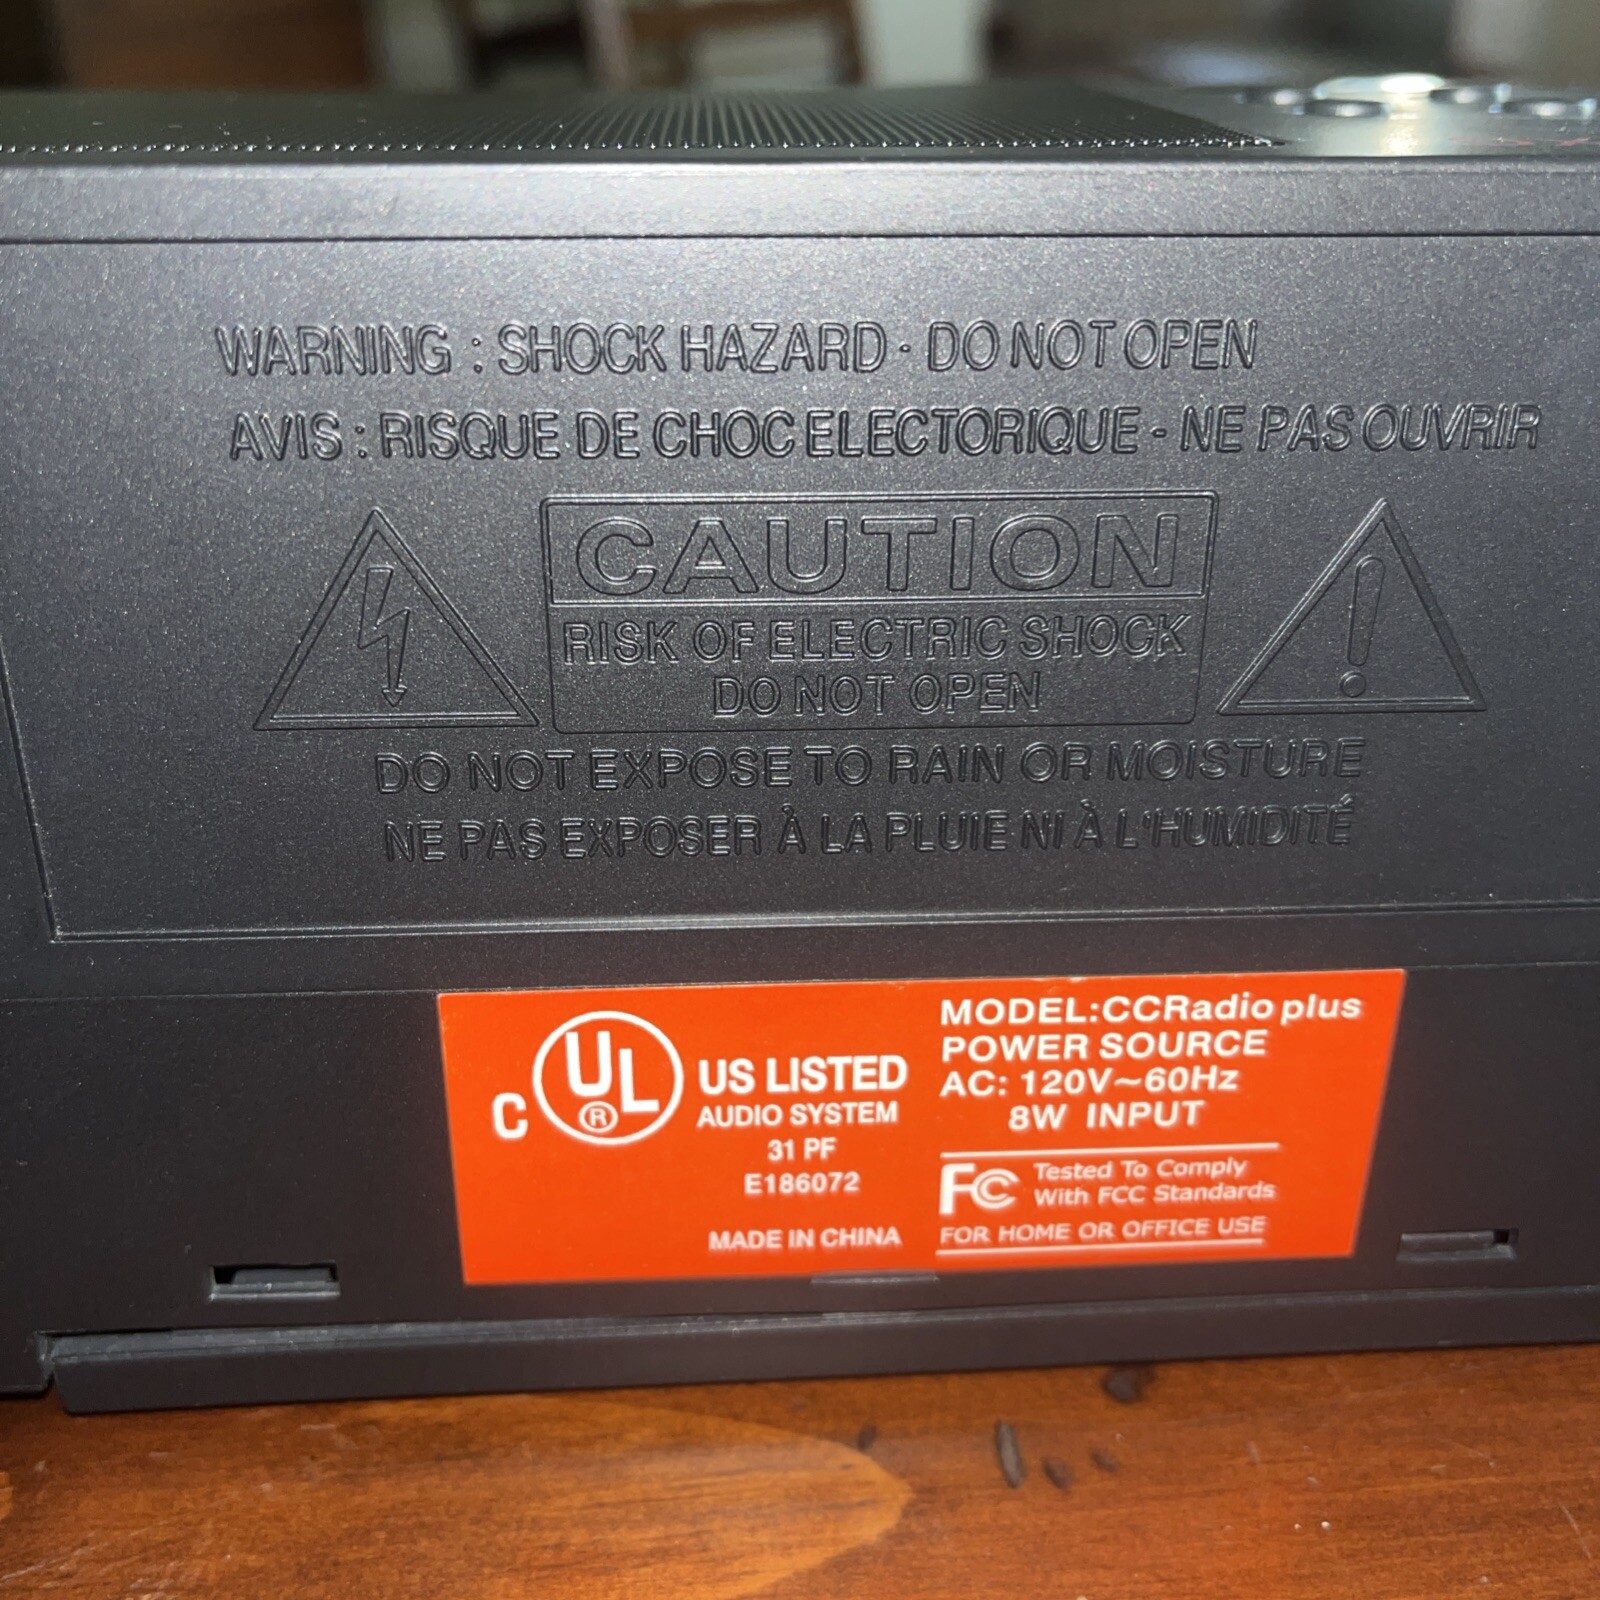 WARNING : SHOCK HAZARD - DO NOT OPEN
AVIS : RISQUE DE CHOC ELECTORIQUE - NE PAS OUVRIR
CAUTION
RISK OF ELECTRIC SHOCK
DO NOT OPEN
DO NOT EXPOSE TO RAIN OR MOISTURE
NE PAS EXPOSER À LA PLUIE NI À L'HUMIDITÉ
C UL ® US LISTED
AUDIO SYSTEM
31 PF
E186072
MADE IN CHINA
MODEL:CCRadio plus
POWER SOURCE
AC: 120V~60Hz
8W INPUT
FC Tested To Comply
With FCC Standards
FOR HOME OR OFFICE USE